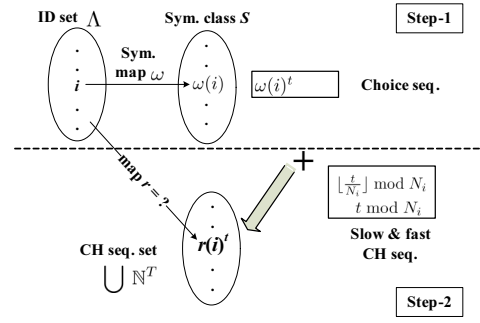 ID set Λ
Sym. class S
Step-1
Sym.
map ω
i
ω(i)
ω(i)^t
Choice seq.
map r = ?
+
⌊t/N_i⌋ mod N_i
t mod N_i
r(i)^t
Slow & fast
CH seq.
CH seq. set
⋃ ℕ^T
Step-2